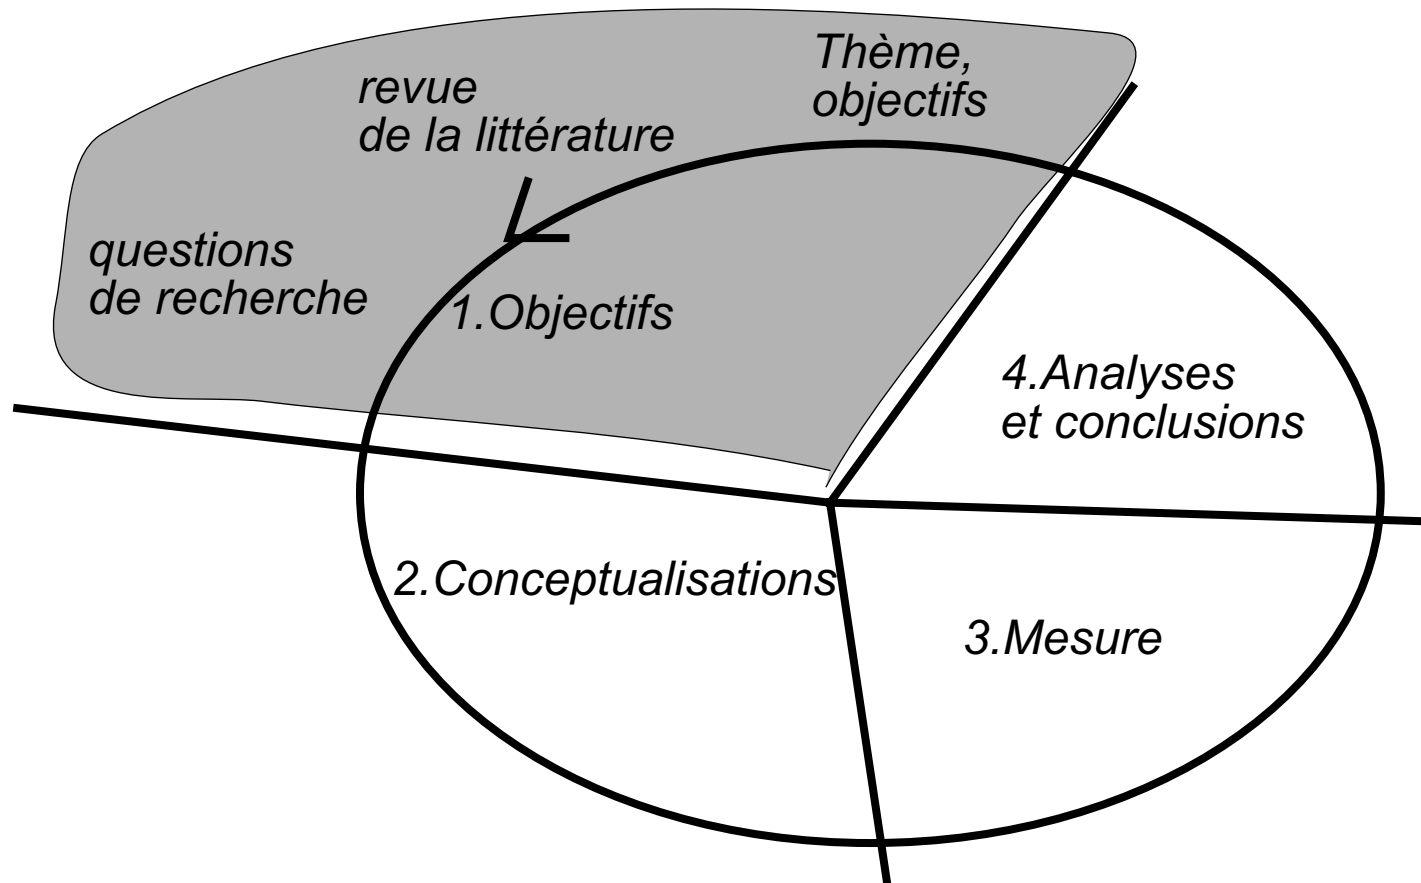 Thème,
objectifs
revue
de la littérature
questions
de recherche
1.Objectifs
2.Conceptualisations
3.Mesure
4.Analyses
et conclusions